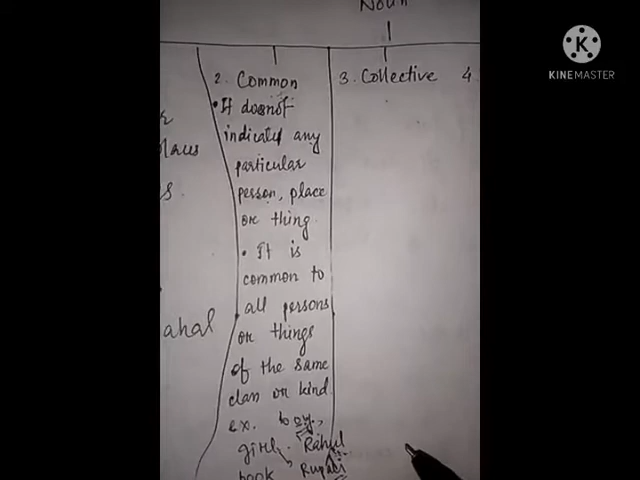 Noun
K
KINEMASTER
2. Common
3. Collective 4.
• It doesnot
indicate any
particular
person, place
or thing
• It is
common to
all persons
or things
of the same
class or kind
ex. boy,
girl. Rahul
book Rupali
ahal
s.